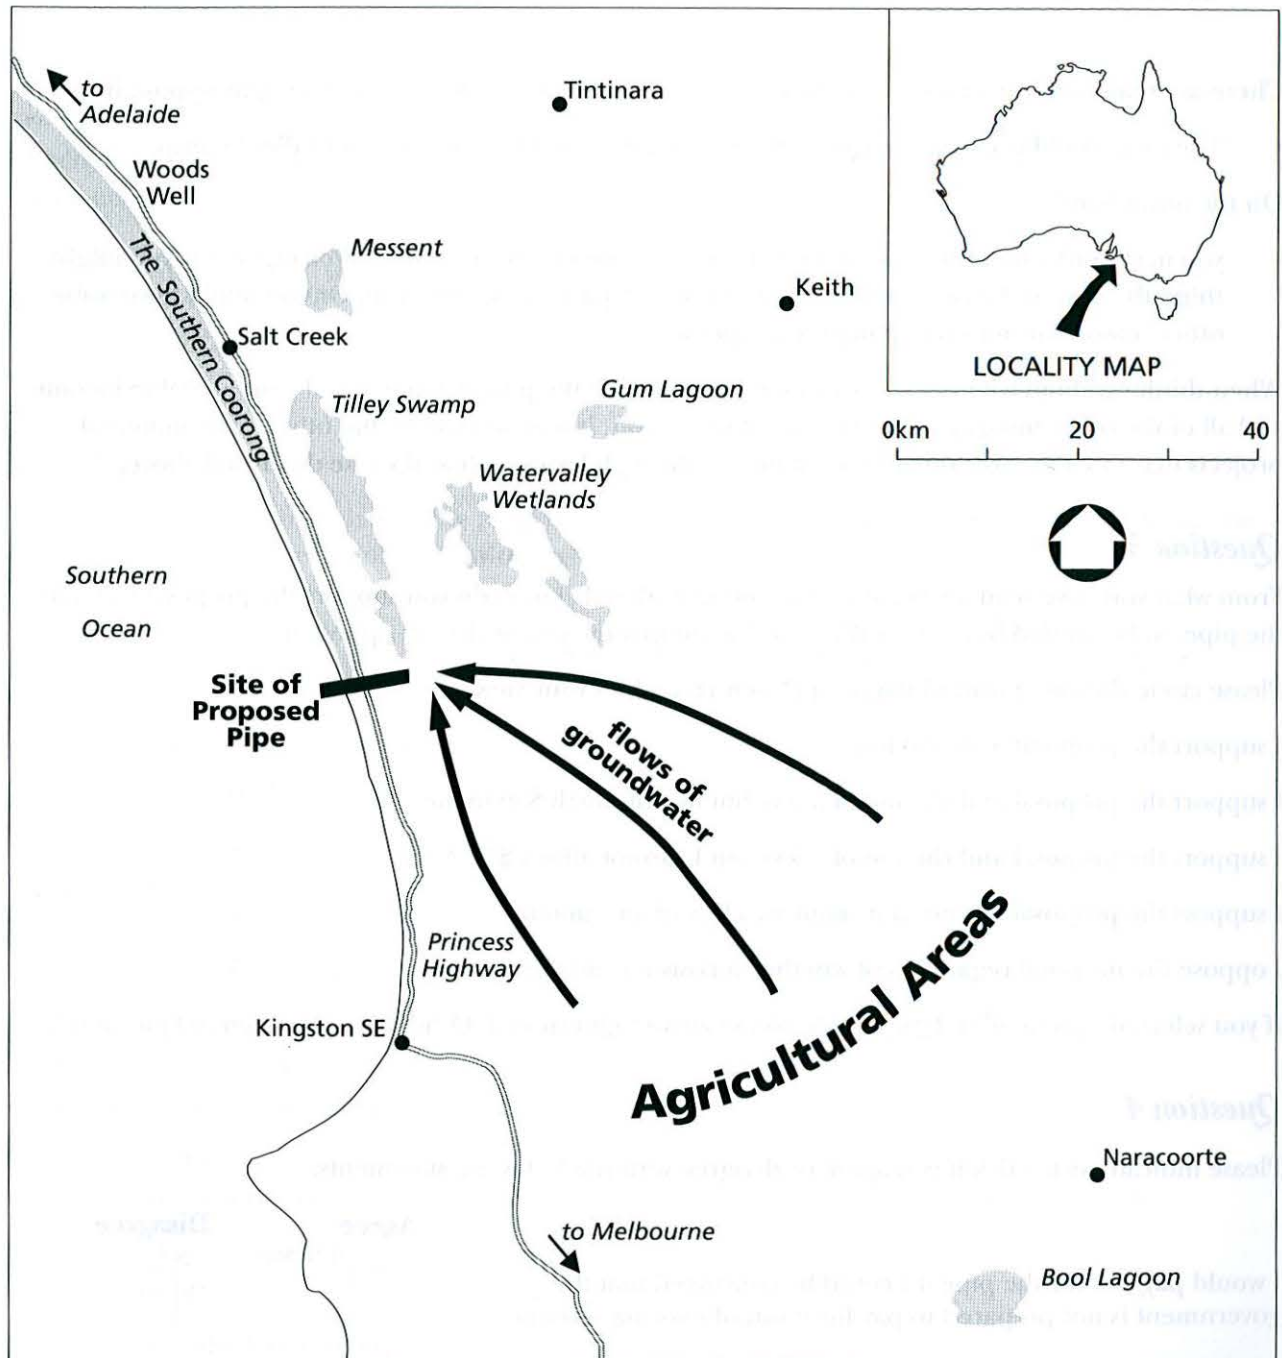 to
Adelaide
Tintinara
Woods
Well
Messent
The Southern Coorong
Keith
Salt Creek
LOCALITY MAP
Tilley Swamp
Gum Lagoon
0km 20 40
Watervalley
Wetlands
Southern
Ocean
Site of
Proposed
Pipe
flows of
groundwater
Agricultural Areas
Princess
Highway
Kingston SE
Naracoorte
to Melbourne
Bool Lagoon